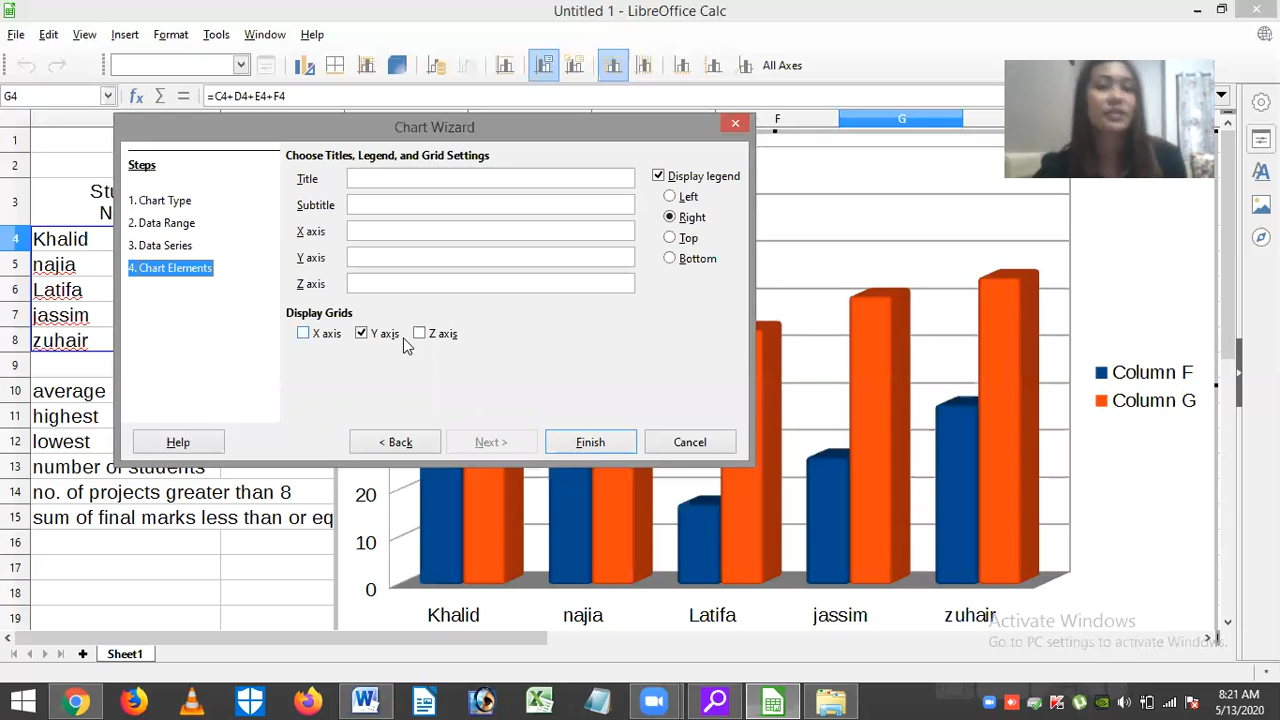 Untitled 1 - LibreOffice Calc
File Edit View Insert Format Tools Window Help
All Axes
G4 =C4+D4+E4+F4
F G
Chart Wizard
Steps
1. Chart Type
2. Data Range
3. Data Series
4. Chart Elements
Choose Titles, Legend, and Grid Settings
Title
Subtitle
X axis
Y axis
Z axis
Display legend
Left
Right
Top
Bottom
Display Grids
X axis Y axis Z axis
Help < Back Next > Finish Cancel
1
2
3 Stu
N
4 Khalid
5 najia
6 Latifa
7 jassim
8 zuhair
9
10 average
11 highest
12 lowest
13 number of students
14 no. of projects greater than 8
15 sum of final marks less than or eq
16
17
18
19
20
10
0
Khalid najia Latifa jassim zuhair
Column F
Column G
Activate Windows
Go to PC settings to activate Windows.
Sheet1
8:21 AM
5/13/2020